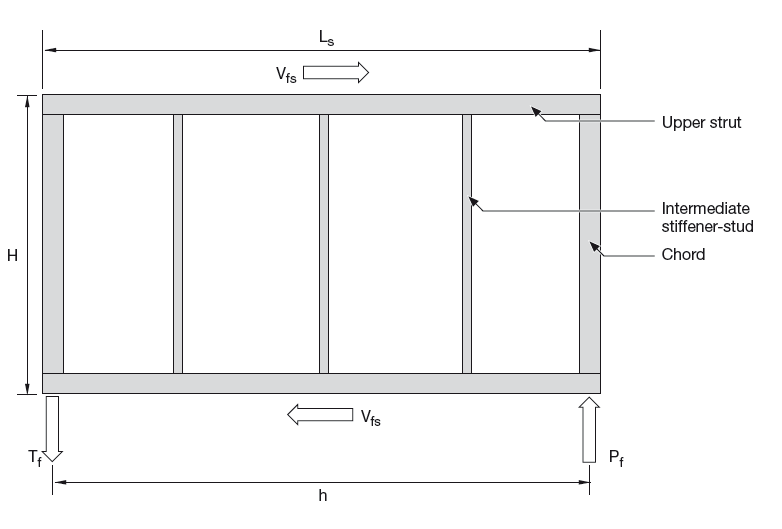 Ls
Vfs
Upper strut
Intermediate
stiffener-stud
H
Chord
Vfs
Tf
Pf
h